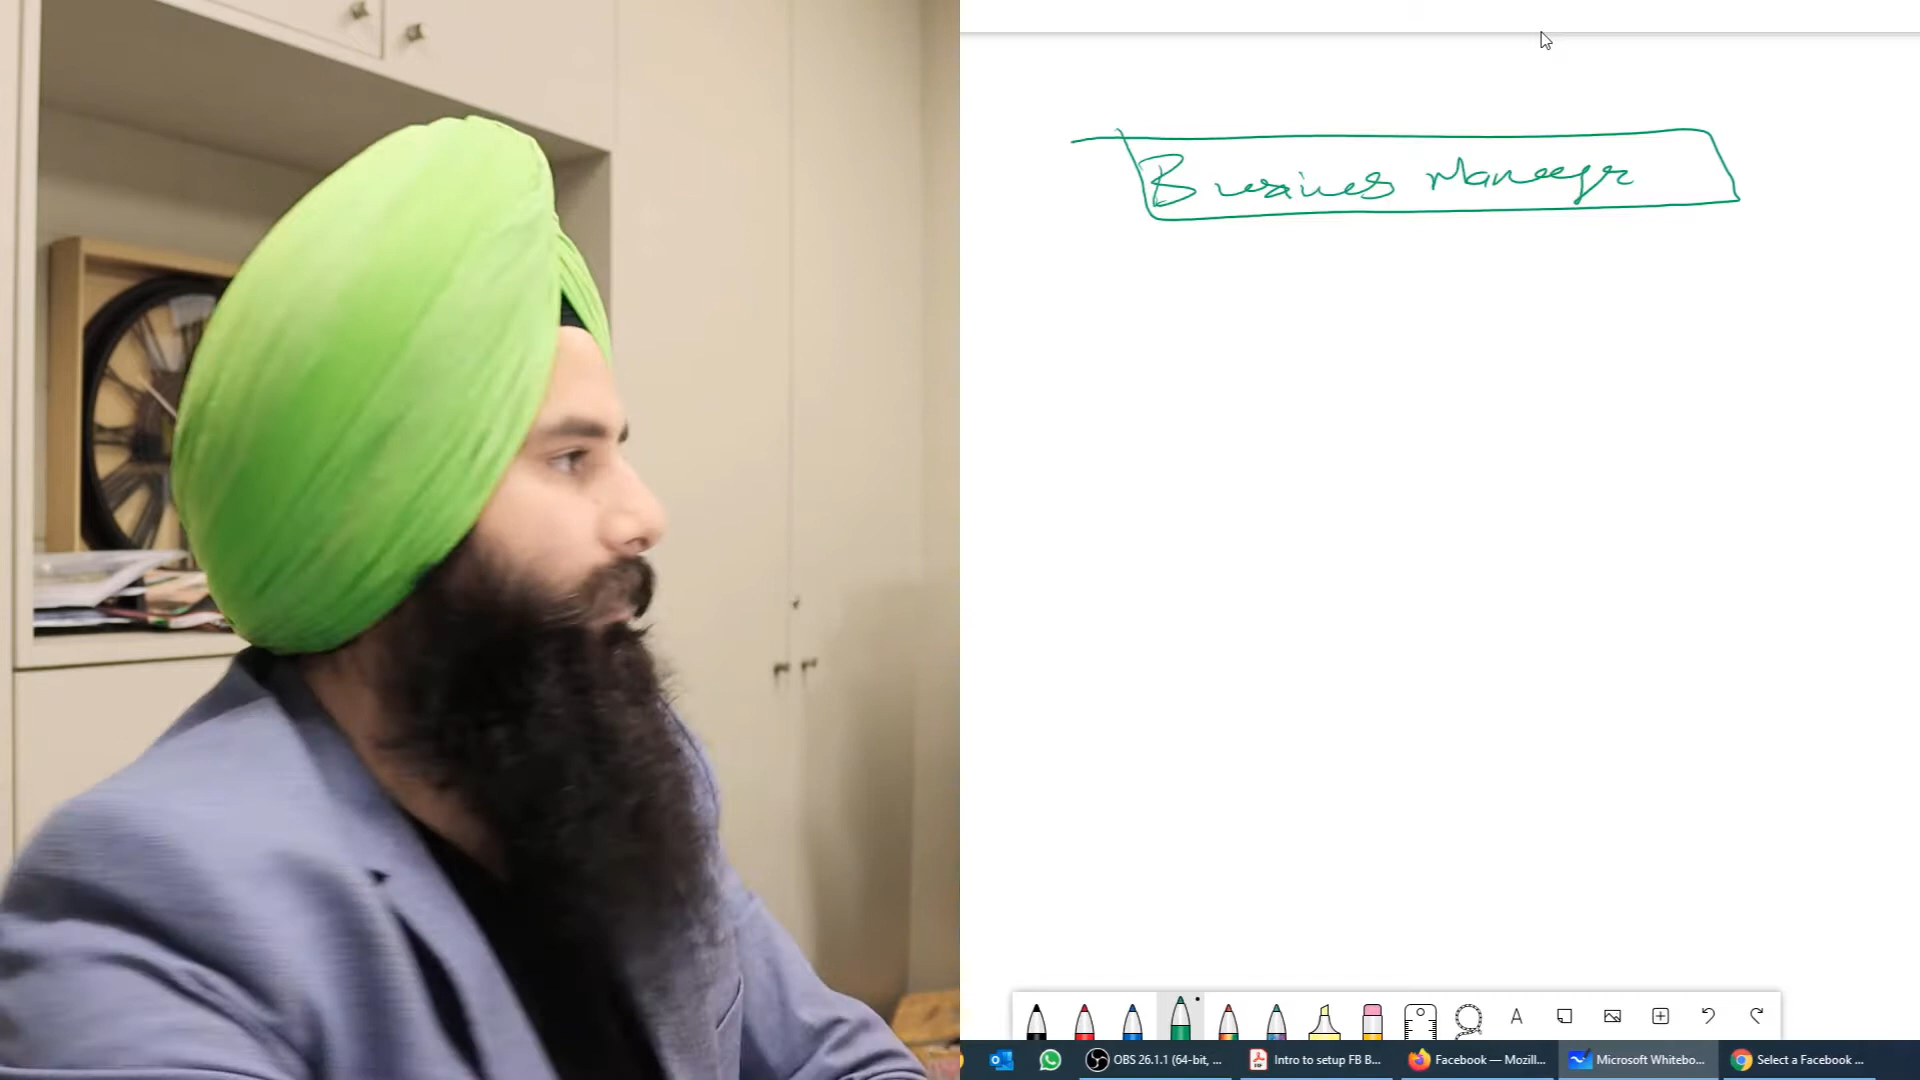 Business Manager
A
OBS 26.1.1 (64-bit, ...
Intro to setup FB B...
Facebook — Mozill...
Microsoft Whitebo...
Select a Facebook ...